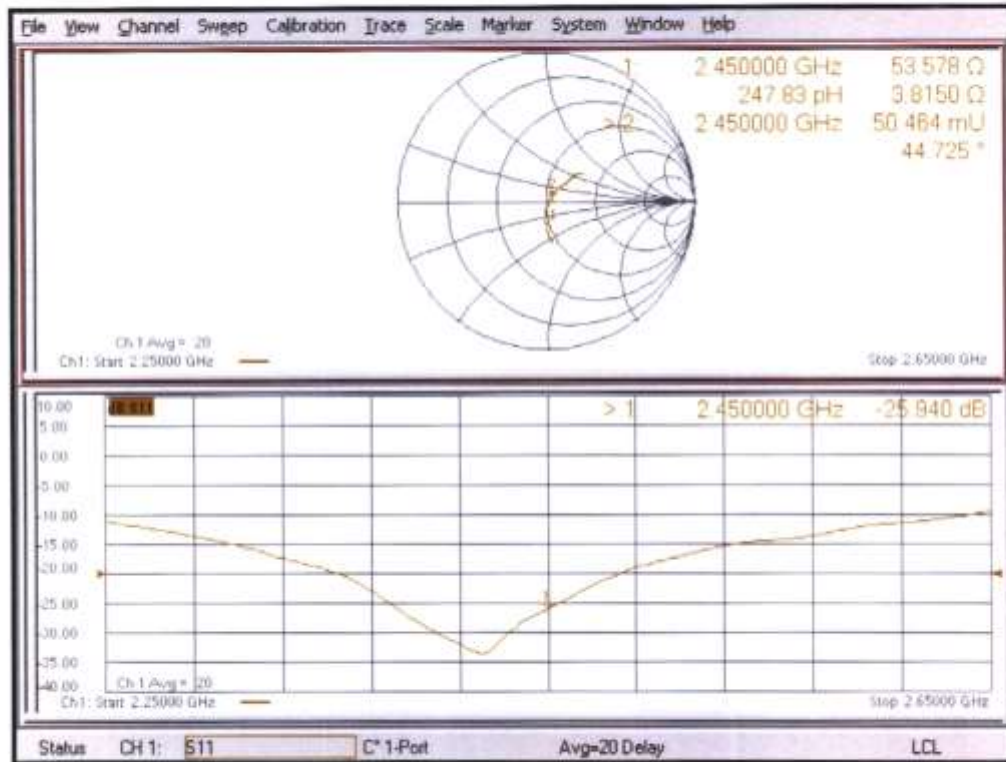 File View Channel Sweep Calibration Trace Scale Marker System Window Help
1 2.450000 GHz 53.578 Ω
247.83 pH 3.8150 Ω
> 2 2.450000 GHz 50.464 mU
44.725 °
Ch 1 Avg = 20
Ch1: Start 2.25000 GHz
Stop 2.65000 GHz
10.00
> 1 2.450000 GHz -25.940 dB
5.00
0.00
-5.00
-10.00
-15.00
-20.00
-25.00
-30.00
-35.00
-40.00
1
Ch 1 Avg = 20
Ch1: Start 2.25000 GHz
Stop 2.65000 GHz
Status CH 1: S11 C* 1-Port Avg=20 Delay LCL